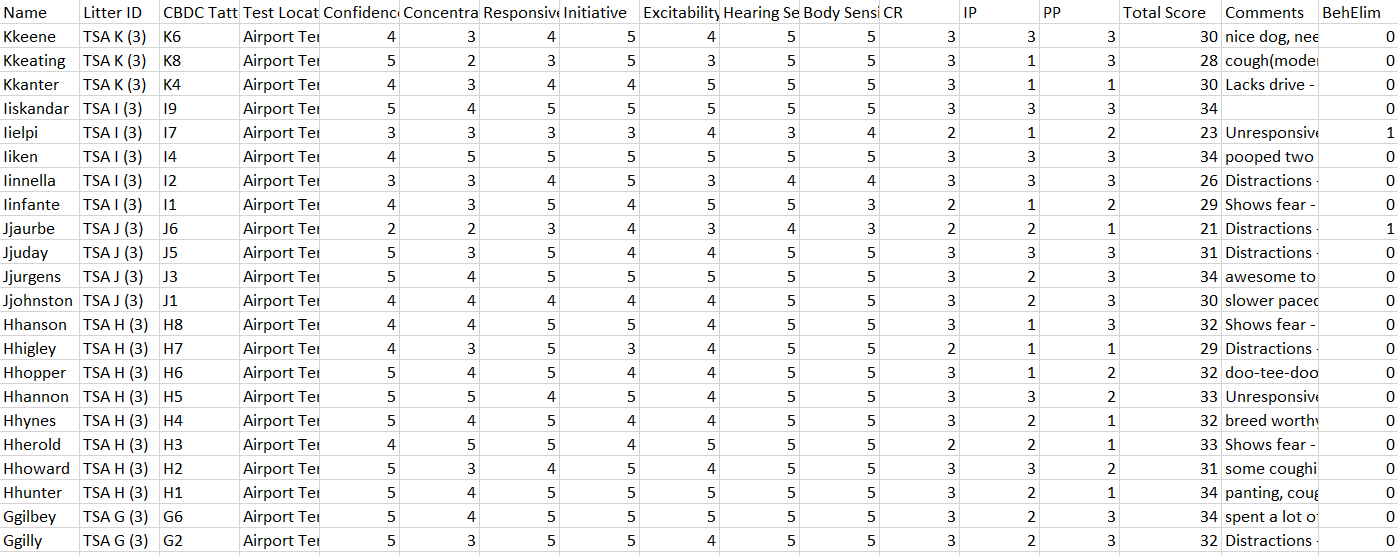 Name Litter ID CBDC Tatt Test Locat Confidence Concentra Responsive Initiative Excitability Hearing Se Body Sensi CR IP PP Total Score Comments BehElim
Kkeene TSA K (3) K6 Airport Ter 4 3 4 5 4 5 5 3 3 3 30 nice dog, nee 0
Kkeating TSA K (3) K8 Airport Ter 5 2 3 5 3 5 5 3 1 3 28 cough(moder 0
Kkanter TSA K (3) K4 Airport Ter 4 3 4 4 5 5 5 3 1 1 30 Lacks drive - 0
Iiskandar TSA I (3) I9 Airport Ter 5 4 5 5 5 5 5 3 3 3 34 0
Iielpi TSA I (3) I7 Airport Ter 3 3 3 3 4 3 4 2 1 2 23 Unresponsive 1
Iiken TSA I (3) I4 Airport Ter 4 5 5 5 5 5 5 3 3 3 34 pooped two 0
Iinnella TSA I (3) I2 Airport Ter 3 3 4 5 3 4 4 3 3 3 26 Distractions - 0
Iinfante TSA I (3) I1 Airport Ter 4 3 5 4 5 5 3 2 1 2 29 Shows fear - 0
Jjaurbe TSA J (3) J6 Airport Ter 2 2 3 4 3 4 3 2 2 1 21 Distractions - 1
Jjuday TSA J (3) J5 Airport Ter 5 3 5 4 4 5 5 3 3 3 31 Distractions - 0
Jjurgens TSA J (3) J3 Airport Ter 5 4 5 5 5 5 5 3 2 3 34 awesome to 0
Jjohnston TSA J (3) J1 Airport Ter 4 4 4 4 4 5 5 3 2 3 30 slower paced 0
Hhanson TSA H (3) H8 Airport Ter 4 4 5 5 4 5 5 3 1 3 32 Shows fear - 0
Hhigley TSA H (3) H7 Airport Ter 4 3 5 3 4 5 5 2 1 1 29 Distractions - 0
Hhopper TSA H (3) H6 Airport Ter 5 4 5 4 4 5 5 3 1 2 32 doo-tee-doo 0
Hhannon TSA H (3) H5 Airport Ter 5 5 4 5 4 5 5 3 3 2 33 Unresponsive 0
Hhynes TSA H (3) H4 Airport Ter 5 4 5 4 4 5 5 3 2 1 32 breed worthy 0
Hherold TSA H (3) H3 Airport Ter 4 5 5 4 5 5 5 2 2 1 33 Shows fear - 0
Hhoward TSA H (3) H2 Airport Ter 5 3 4 5 4 5 5 3 3 2 31 some coughi 0
Hhunter TSA H (3) H1 Airport Ter 5 4 5 5 5 5 5 3 2 1 34 panting, coug 0
Ggilbey TSA G (3) G6 Airport Ter 5 4 5 5 5 5 5 3 2 3 34 spent a lot of 0
Ggilly TSA G (3) G2 Airport Ter 5 3 5 5 4 5 5 3 2 3 32 Distractions - 0